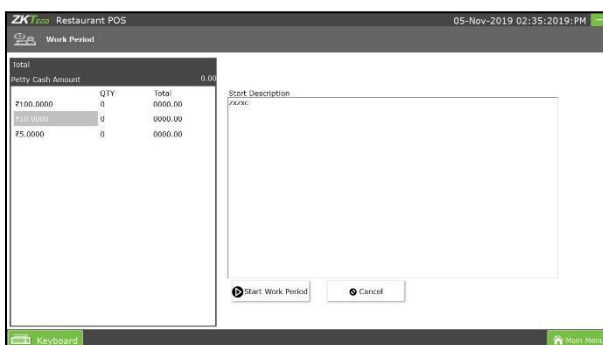 ZKTeco Restaurant POS 05-Nov-2019 02:35:2019:PM
Work Period
Total
Petty Cash Amount 0.00
QTY Total
₹100.0000 0 0000.00
₹10.0000 0 0000.00
₹5.0000 0 0000.00
Start Description
zxzxc
Start Work Period Cancel
Keyboard Main Menu